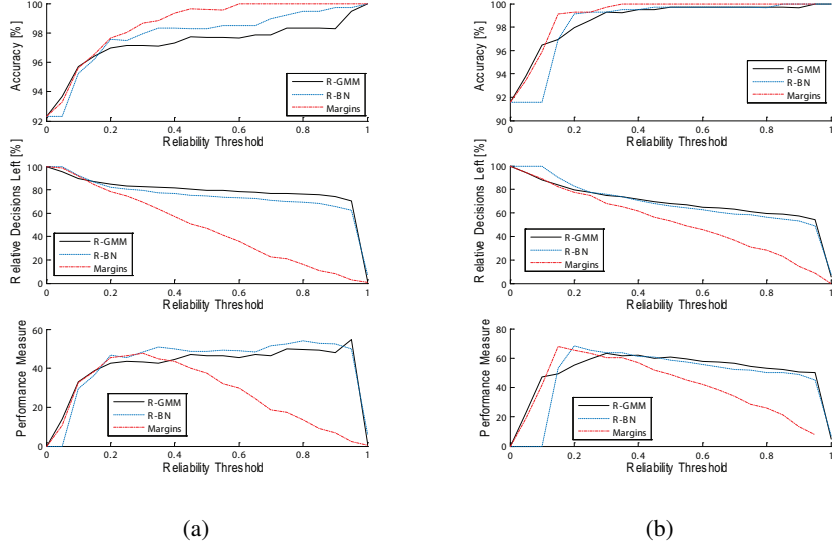 100
98
96
94
92
Accuracy [%]
R-GMM
R-BN
Margins
0 0.2 0.4 0.6 0.8 1
Reliability Threshold
100
80
60
40
20
0
Relative Decisions Left [%]
R-GMM
R-BN
Margins
0 0.2 0.4 0.6 0.8 1
Reliability Threshold
60
40
20
0
Performance Measure
R-GMM
R-BN
Margins
0 0.2 0.4 0.6 0.8 1
Reliability Threshold
(a)
100
98
96
94
92
90
Accuracy [%]
R-GMM
R-BN
Margins
0 0.2 0.4 0.6 0.8 1
Reliability Threshold
100
80
60
40
20
0
Relative Decisions Left [%]
R-GMM
R-BN
Margins
0 0.2 0.4 0.6 0.8 1
Reliability Threshold
80
60
40
20
0
Performance Measure
R-GMM
R-BN
Margins
0 0.2 0.4 0.6 0.8 1
Reliability Threshold
(b)